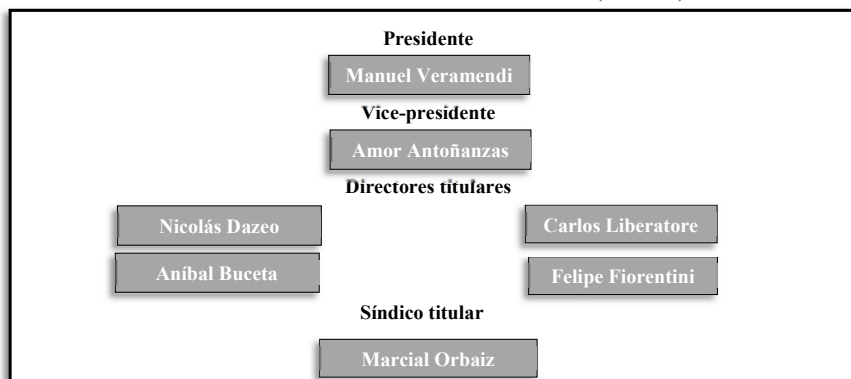 Presidente
Manuel Veramendi
Vice-presidente
Amor Antoñanzas
Directores titulares
Nicolás Dazeo
Carlos Liberatore
Aníbal Buceta
Felipe Fiorentini
Síndico titular
Marcial Orbaiz